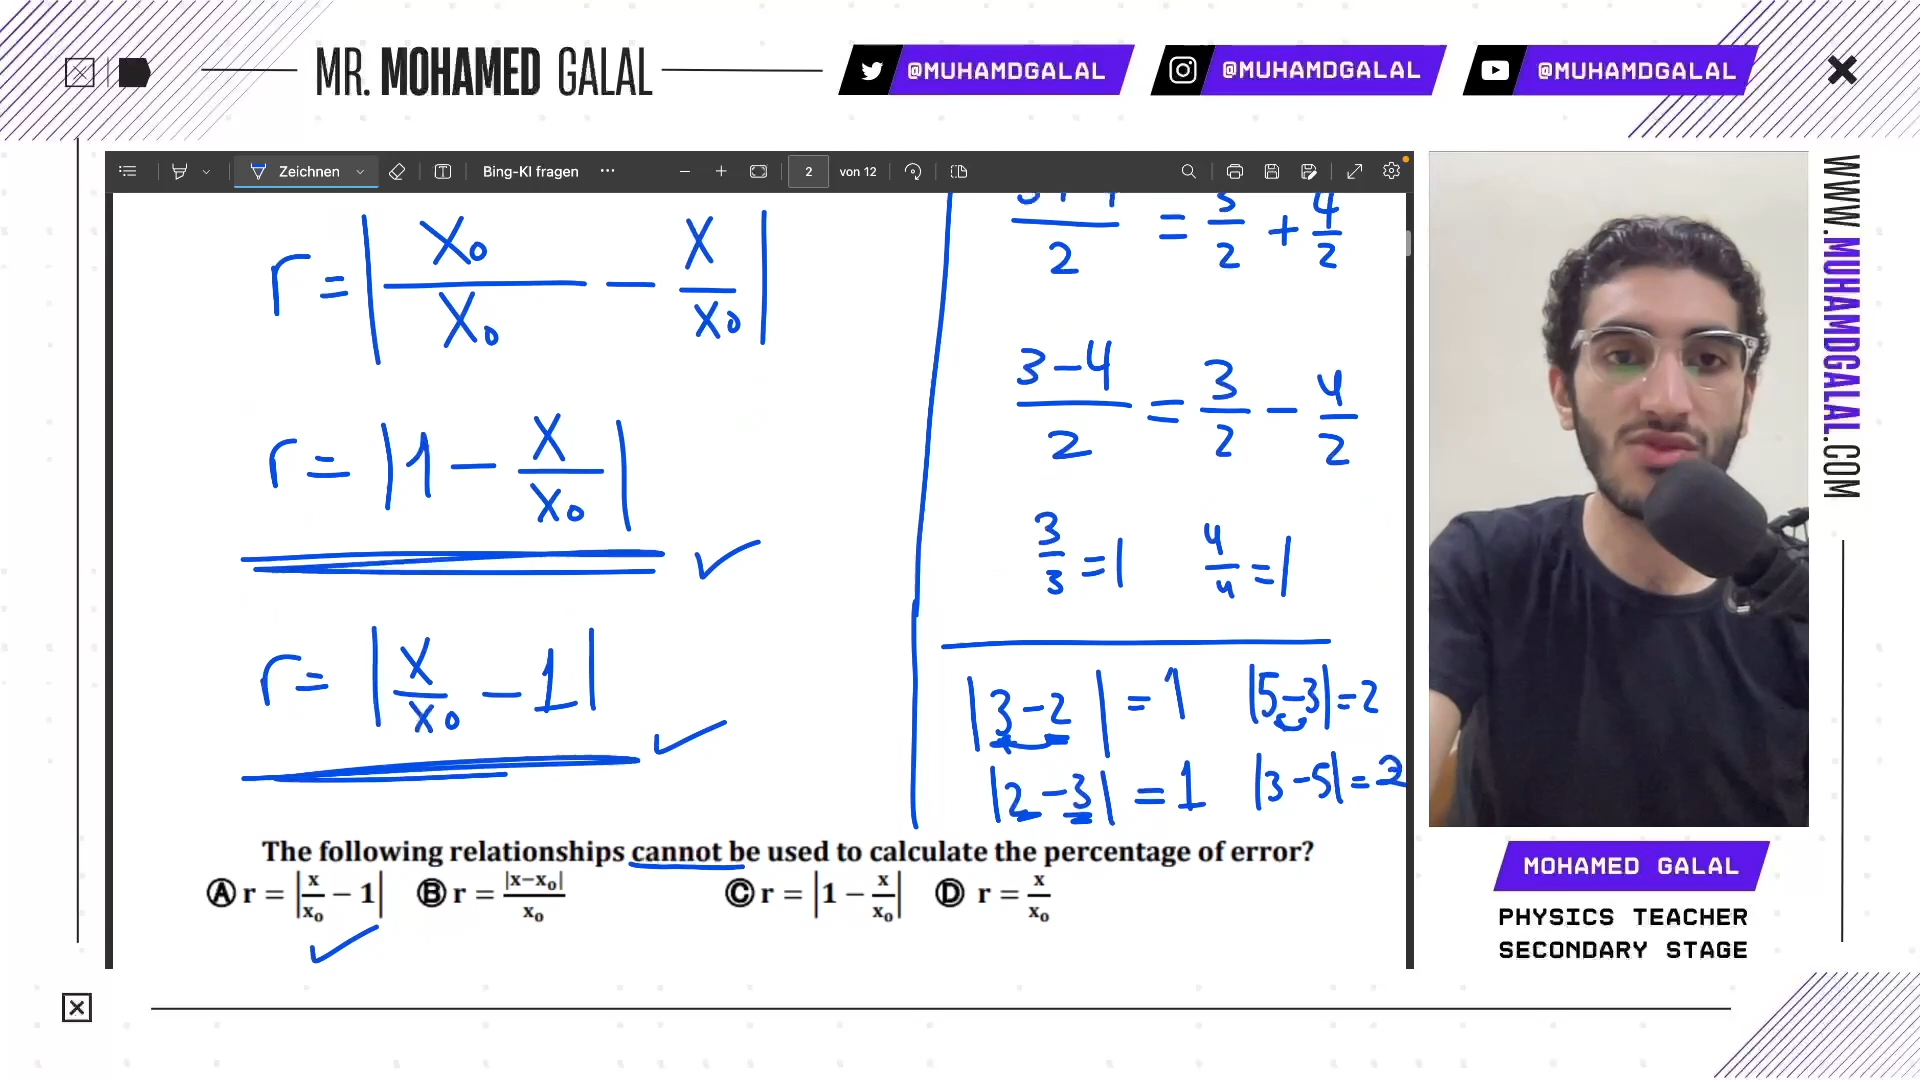 MR. MOHAMED GALAL
@MUHAMDGALAL
@MUHAMDGALAL
@MUHAMDGALAL
Zeichnen
Bing-KI fragen
2 von 12
r = | X₀/X₀ − X/X₀ |
r = | 1 − X/X₀ |
r = | X/X₀ − 1 |
/2 = 3/2 + 4/2
3−4/2 = 3/2 − 4/2
3/3 = 1 4/4 = 1
|3−2| = 1 |5−3| = 2
|2−3| = 1 |3−5| = 2
The following relationships cannot be used to calculate the percentage of error?
Ⓐ r = |x/x₀ − 1| Ⓑ r = |x−x₀|/x₀ Ⓒ r = |1 − x/x₀| Ⓓ r = x/x₀
WWW.MUHAMDGALAL.COM
MOHAMED GALAL
PHYSICS TEACHER
SECONDARY STAGE